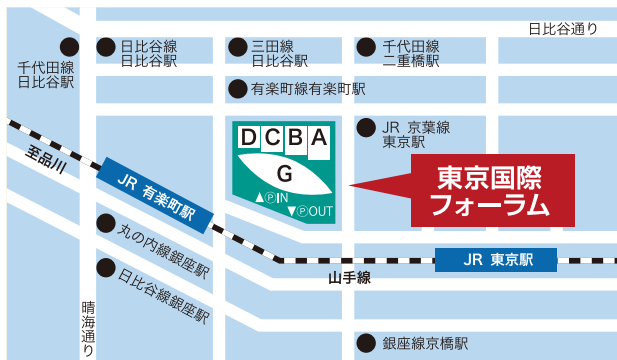 日比谷通り
千代田線
日比谷駅
日比谷線
日比谷駅
三田線
日比谷駅
千代田線
二重橋駅
有楽町線有楽町駅
JR 京葉線
東京駅
D C B A
G
▲ⓅIN
▼ⓅOUT
東京国際
フォーラム
至品川
JR 有楽町駅
丸の内線銀座駅
日比谷線銀座駅
晴海通り
山手線
JR 東京駅
銀座線京橋駅